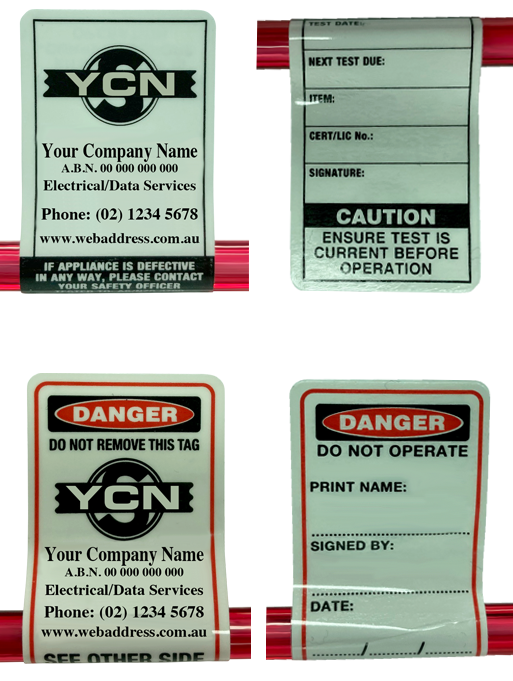 YCN
Your Company Name
A.B.N. 00 000 000 000
Electrical/Data Services
Phone: (02) 1234 5678
www.webaddress.com.au
IF APPLIANCE IS DEFECTIVE
IN ANY WAY, PLEASE CONTACT
YOUR SAFETY OFFICER
TEST DATE:
NEXT TEST DUE:
ITEM:
CERT/LIC No.:
SIGNATURE:
CAUTION
ENSURE TEST IS
CURRENT BEFORE
OPERATION
DANGER
DO NOT REMOVE THIS TAG
YCN
Your Company Name
A.B.N. 00 000 000 000
Electrical/Data Services
Phone: (02) 1234 5678
www.webaddress.com.au
SEE OTHER SIDE
DANGER
DO NOT OPERATE
PRINT NAME:
SIGNED BY:
DATE: